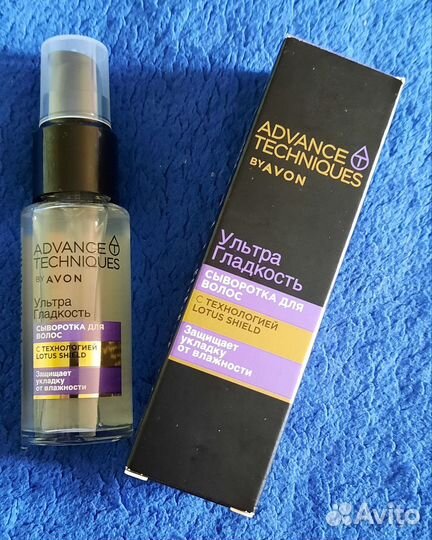 ADVANCE
TECHNIQUES
BY AVON
Ультра
Гладкость
СЫВОРОТКА ДЛЯ
ВОЛОС
С ТЕХНОЛОГИЕЙ
LOTUS SHIELD
Защищает
укладку
от влажности
ADVANCE
TECHNIQUES
BY AVON
Ультра
Гладкость
СЫВОРОТКА ДЛЯ
ВОЛОС
С ТЕХНОЛОГИЕЙ
LOTUS SHIELD
Защищает
укладку
от влажности
Avito